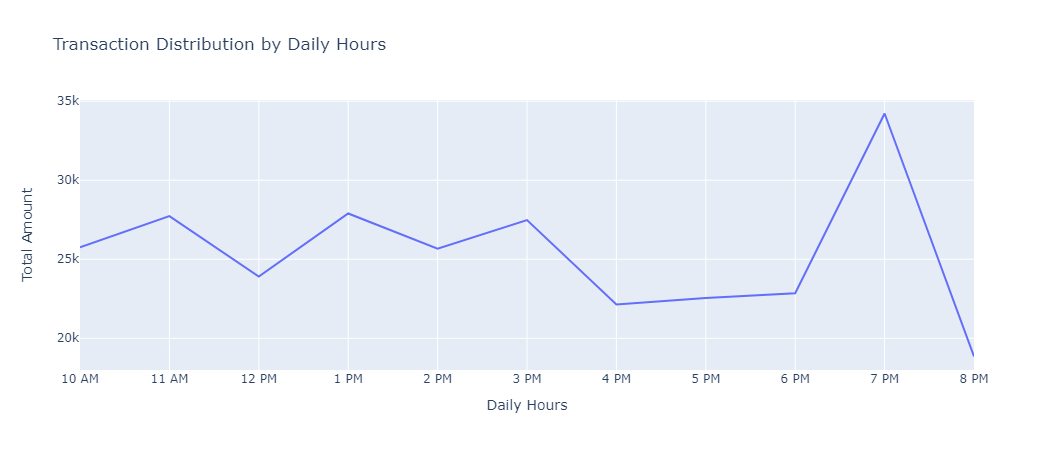 Transaction Distribution by Daily Hours
35k
30k
25k
20k
Total Amount
10 AM 11 AM 12 PM 1 PM 2 PM 3 PM 4 PM 5 PM 6 PM 7 PM 8 PM
Daily Hours